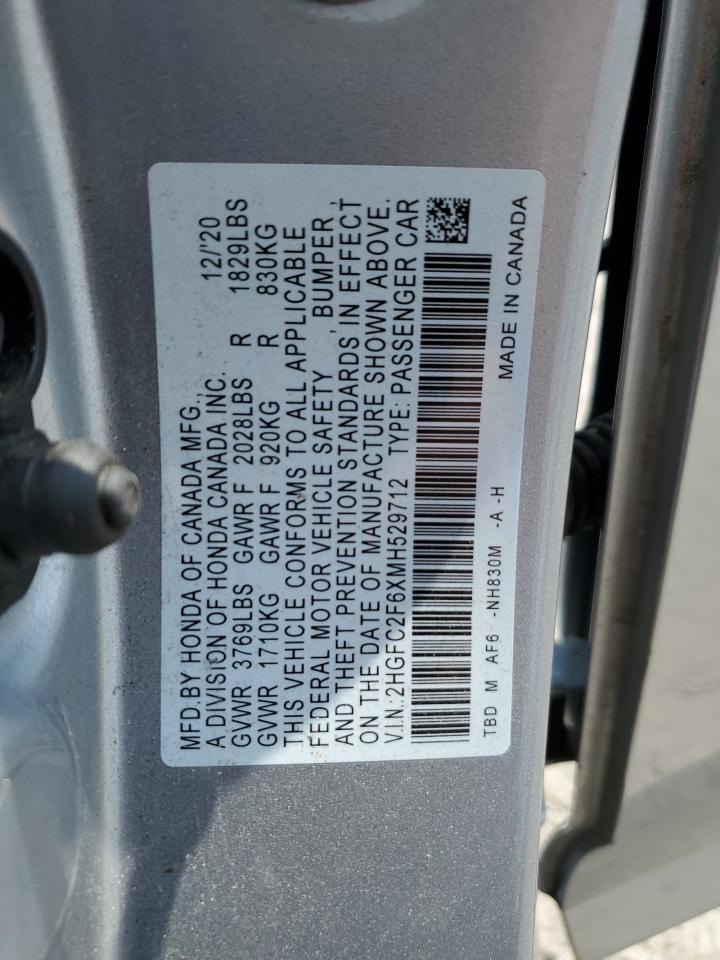 MFD.BY HONDA OF CANADA MFG.,
A DIVISION OF HONDA CANADA INC. 12/'20
GVWR 3769LBS GAWR F 2028LBS R 1829LBS
GVWR 1710KG GAWR F 920KG R 830KG
THIS VEHICLE CONFORMS TO ALL APPLICABLE
FEDERAL MOTOR VEHICLE SAFETY, BUMPER,
AND THEFT PREVENTION STANDARDS IN EFFECT
ON THE DATE OF MANUFACTURE SHOWN ABOVE.
V.I.N.:2HGFC2F6XMH529712 TYPE: PASSENGER CAR
TBD M AF6 -NH830M -A -H
MADE IN CANADA